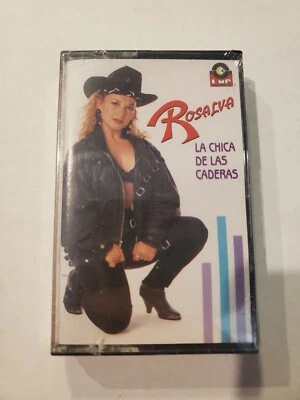 ROSALVA
LA CHICA
DE LAS
CADERAS